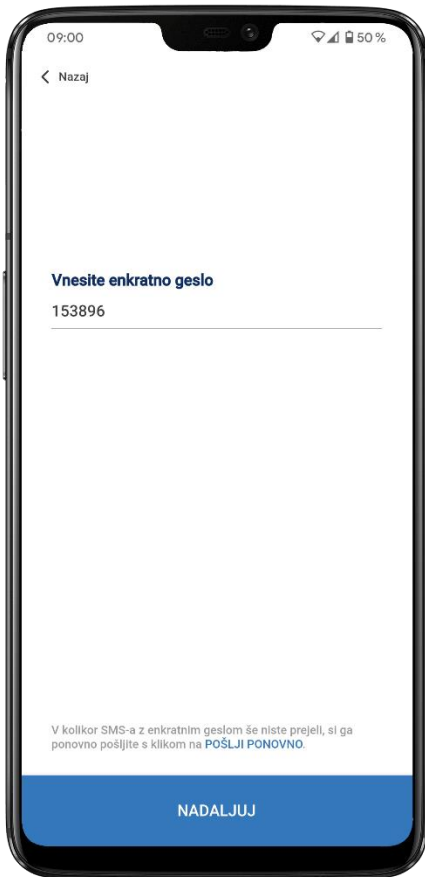 09:00 50 %
Nazaj
Vnesite enkratno geslo
153896
V kolikor SMS-a z enkratnim geslom še niste prejeli, si ga
ponovno pošljite s klikom na POŠLJI PONOVNO.
NADALJUJ